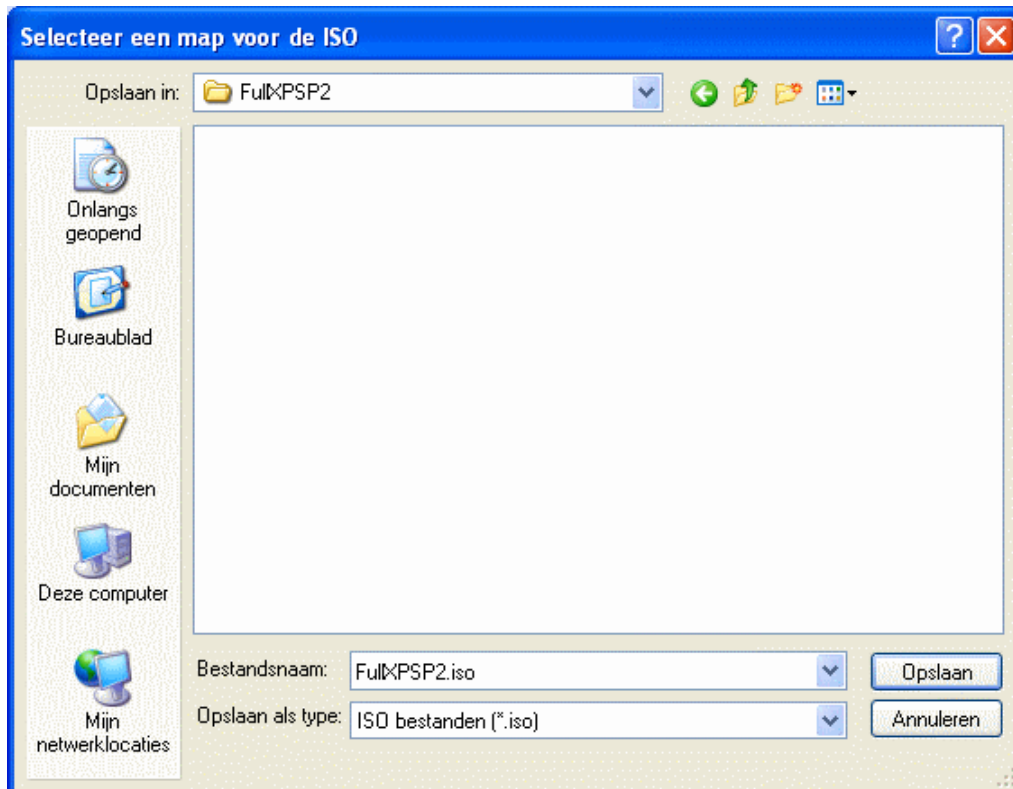 Selecteer een map voor de ISO
Opslaan in: FullXPSP2
Onlangs
geopend
Bureaublad
Mijn
documenten
Deze computer
Mijn
netwerklocaties
Bestandsnaam: FullXPSP2.iso
Opslaan
Opslaan als type: ISO bestanden (*.iso)
Annuleren